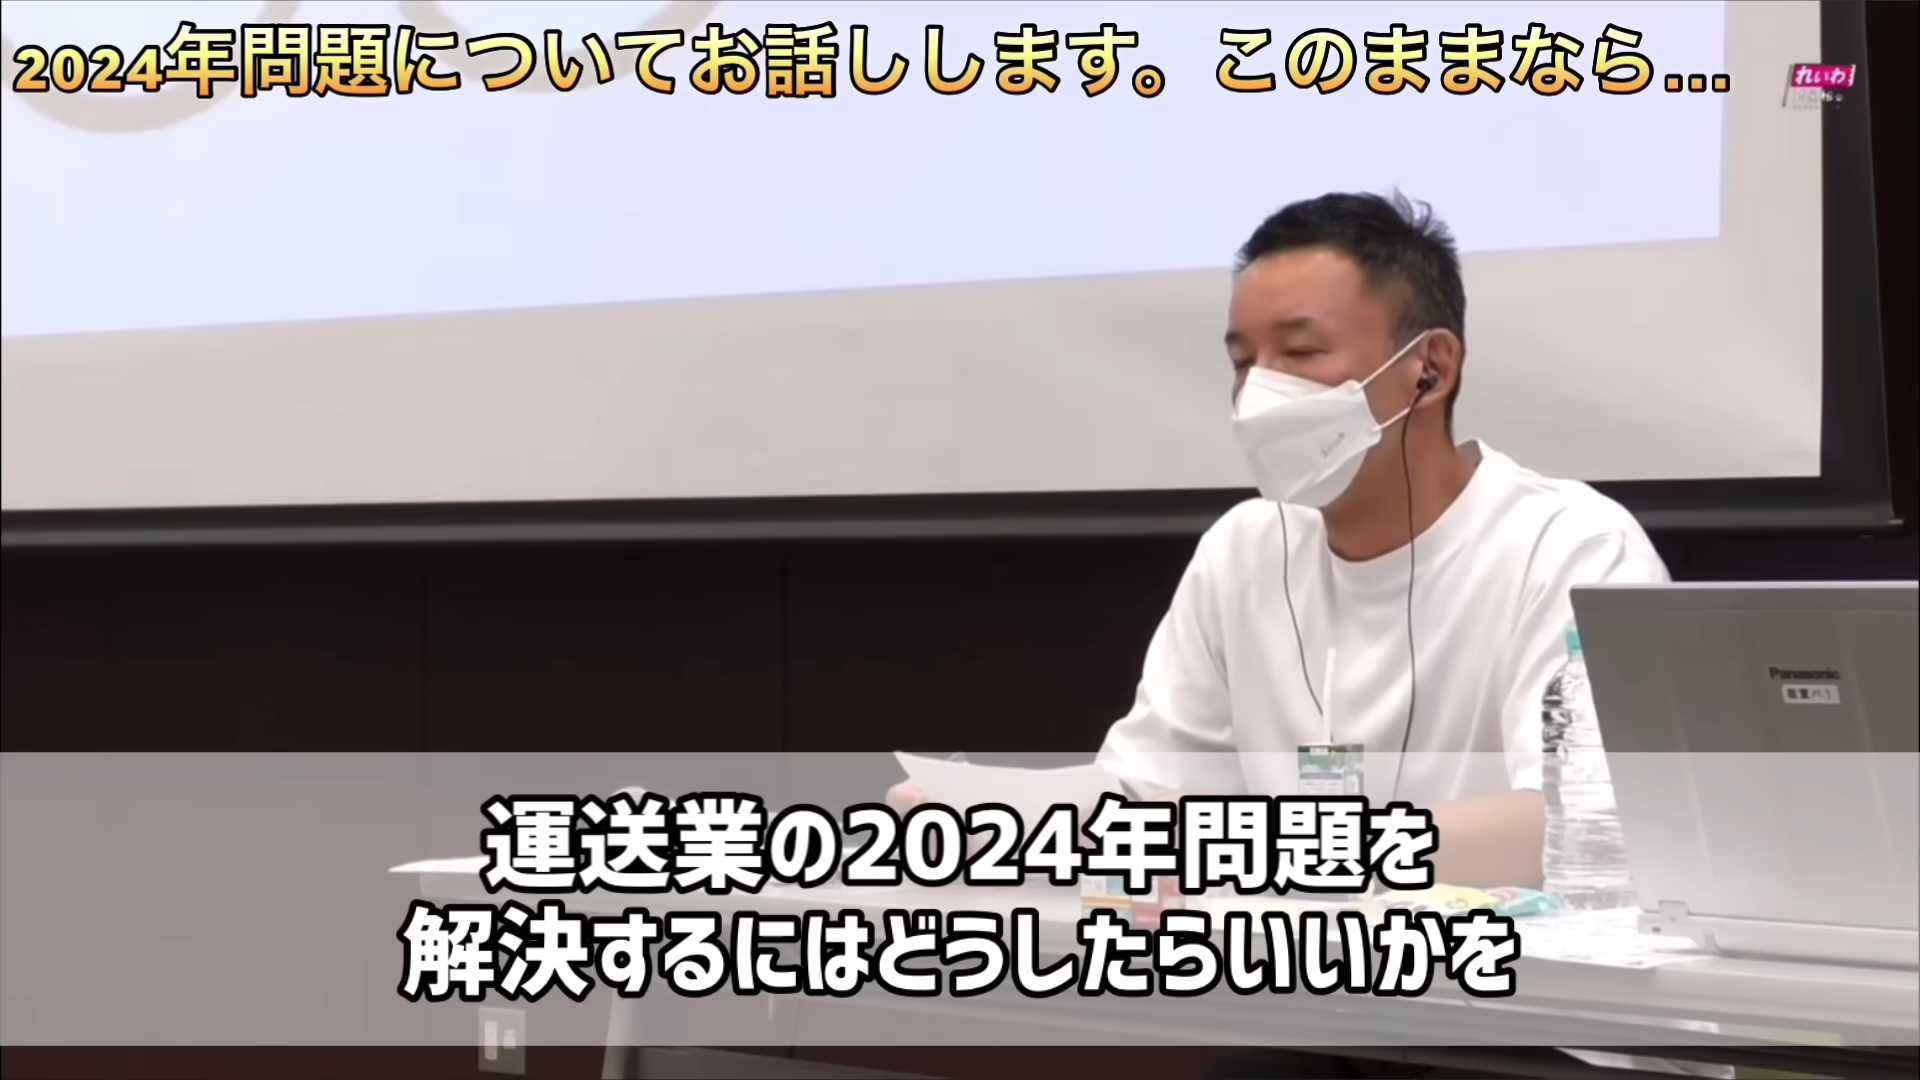 2024年問題についてお話しします。このままなら...
れいわ
Panasonic
運送業の2024年問題を
解決するにはどうしたらいいかを